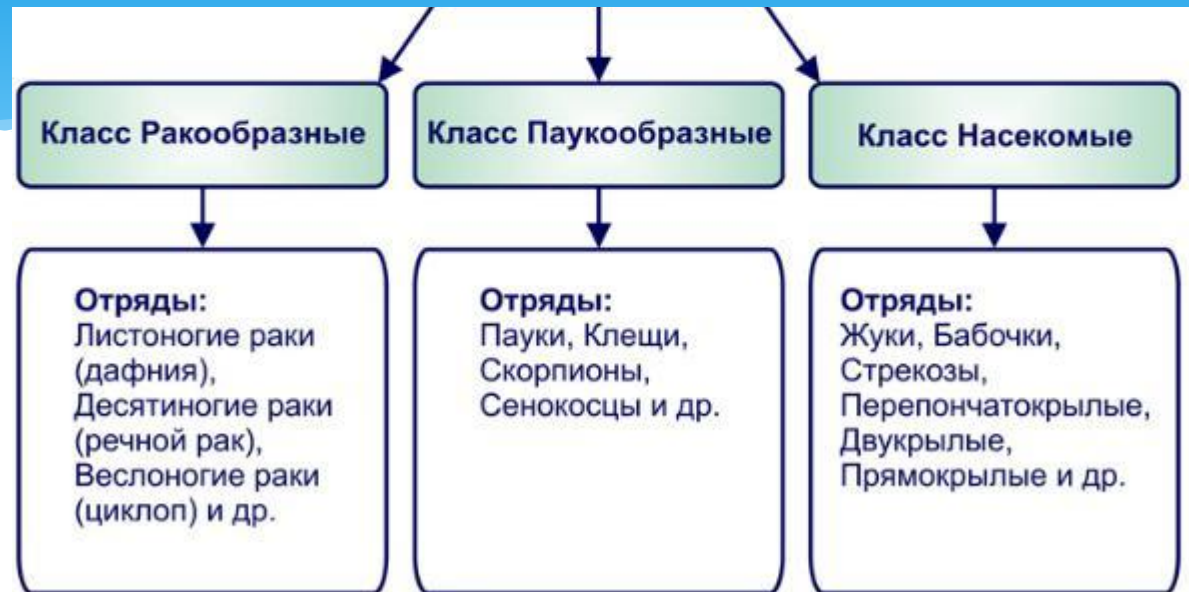 Класс Ракообразные
Класс Паукообразные
Класс Насекомые
Отряды:
Листоногие раки
(дафния),
Десятиногие раки
(речной рак),
Веслоногие раки
(циклоп) и др.
Отряды:
Пауки, Клещи,
Скорпионы,
Сенокосцы и др.
Отряды:
Жуки, Бабочки,
Стрекозы,
Перепончатокрылые,
Двукрылые,
Прямокрылые и др.